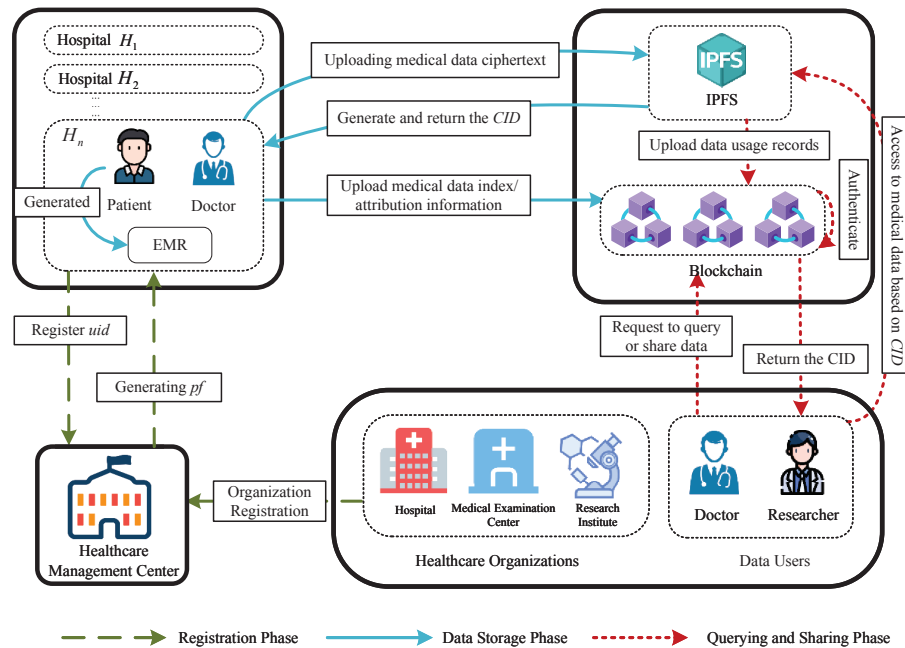 Hospital H1
Hospital H2
...
...
Hn
Patient
Doctor
Generated
EMR
Uploading medical data ciphertext
Generate and return the CID
Upload medical data index/
attribution information
IPFS
IPFS
Upload data usage records
Authenticate
Blockchain
Access to medical data based on CID
Register uid
Generating pf
Request to query
or share data
Return the CID
Healthcare
Management Center
Organization
Registration
Hospital
Medical Examination
Center
Research
Institute
Healthcare Organizations
Doctor
Researcher
Data Users
Registration Phase
Data Storage Phase
Querying and Sharing Phase